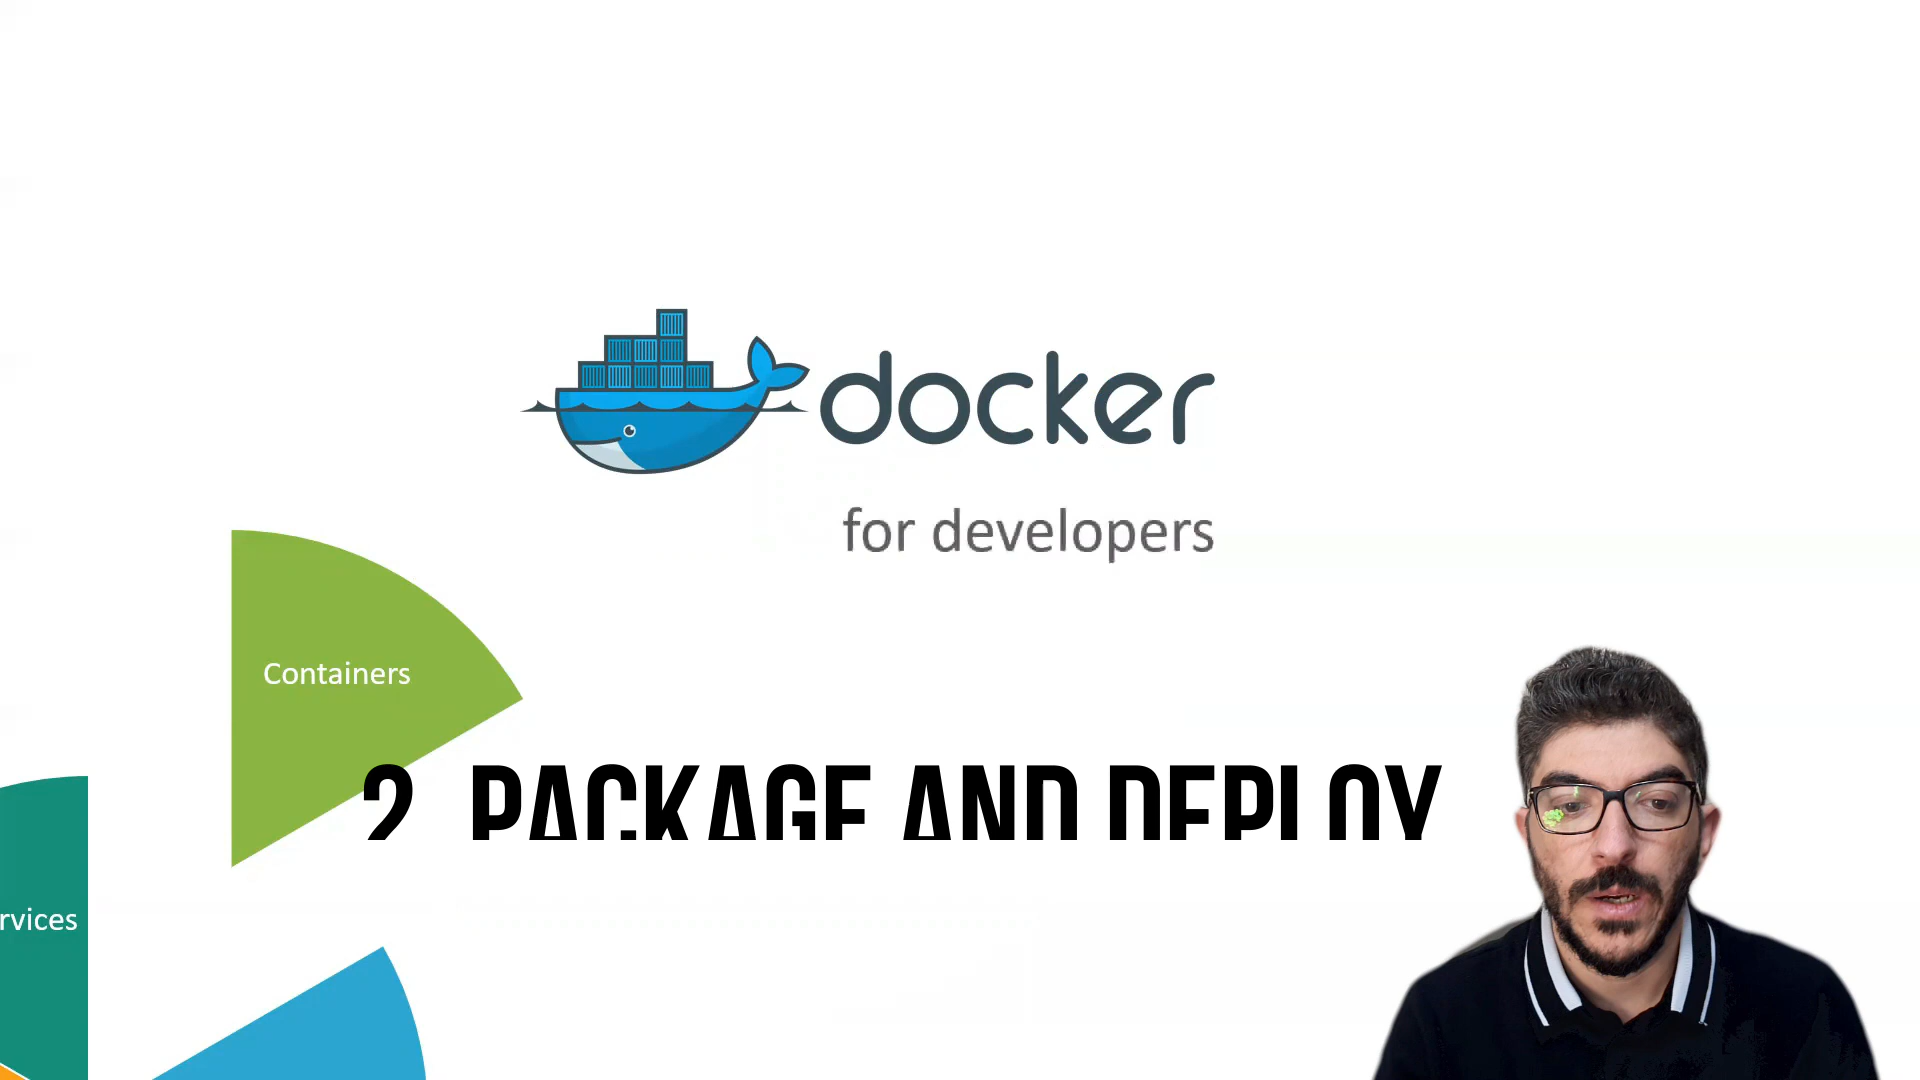 docker
for developers
Containers
2 PACKAGE AND DEPLOY
rvices